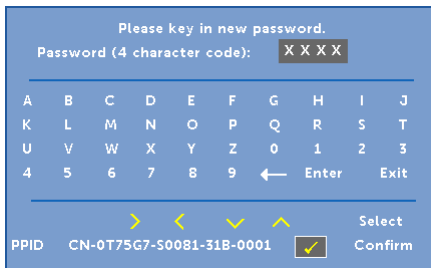 Please key in new password.
Password (4 character code): X X X X
A B C D E F G H I J
K L M N O P Q R S T
U V W X Y Z 0 1 2 3
4 5 6 7 8 9 ← Enter Exit
Select
PPID CN-0T75G7-S0081-31B-0001 ✓ Confirm